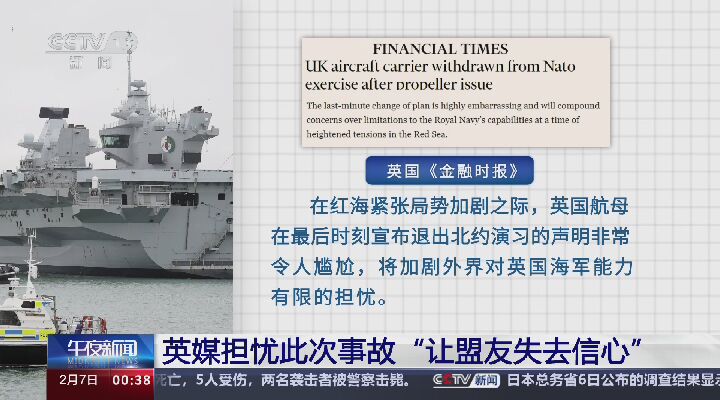 CCTV 13
新闻
FINANCIAL TIMES
UK aircraft carrier withdrawn from Nato
exercise after propeller issue
The last-minute change of plan is highly embarrassing and will compound
concerns over limitations to the Royal Navy's capabilities at a time of
heightened tensions in the Red Sea.
英国《金融时报》
在红海紧张局势加剧之际，英国航母
在最后时刻宣布退出北约演习的声明非常
令人尴尬，将加剧外界对英国海军能力
有限的担忧。
午夜新闻
MIDNIGHT NEWS
英媒担忧此次事故“让盟友失去信心”
2月7日 00:38 死亡，5人受伤，两名袭击者被警察击毙。 CCTV新闻 日本总务省6日公布的调查结果显示